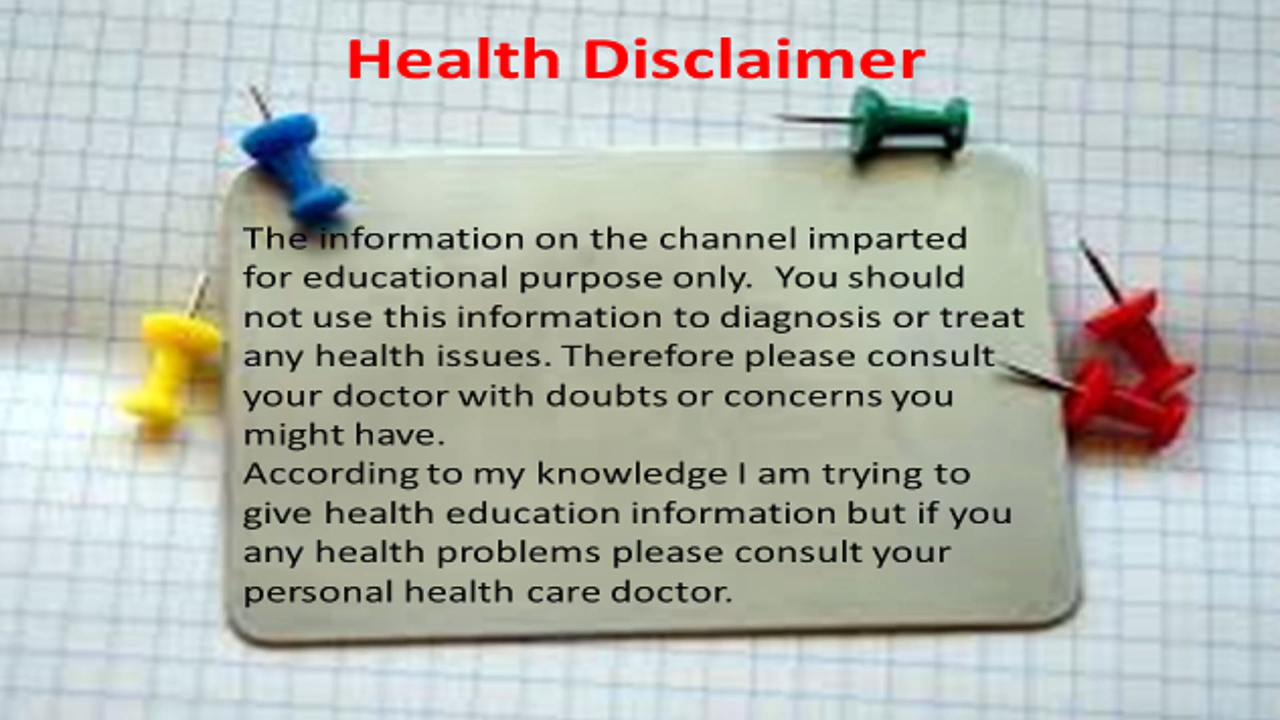 Health Disclaimer
The information on the channel imparted
for educational purpose only.  You should
not use this information to diagnosis or treat
any health issues. Therefore please consult
your doctor with doubts or concerns you
might have.
According to my knowledge I am trying to
give health education information but if you
any health problems please consult your
personal health care doctor.